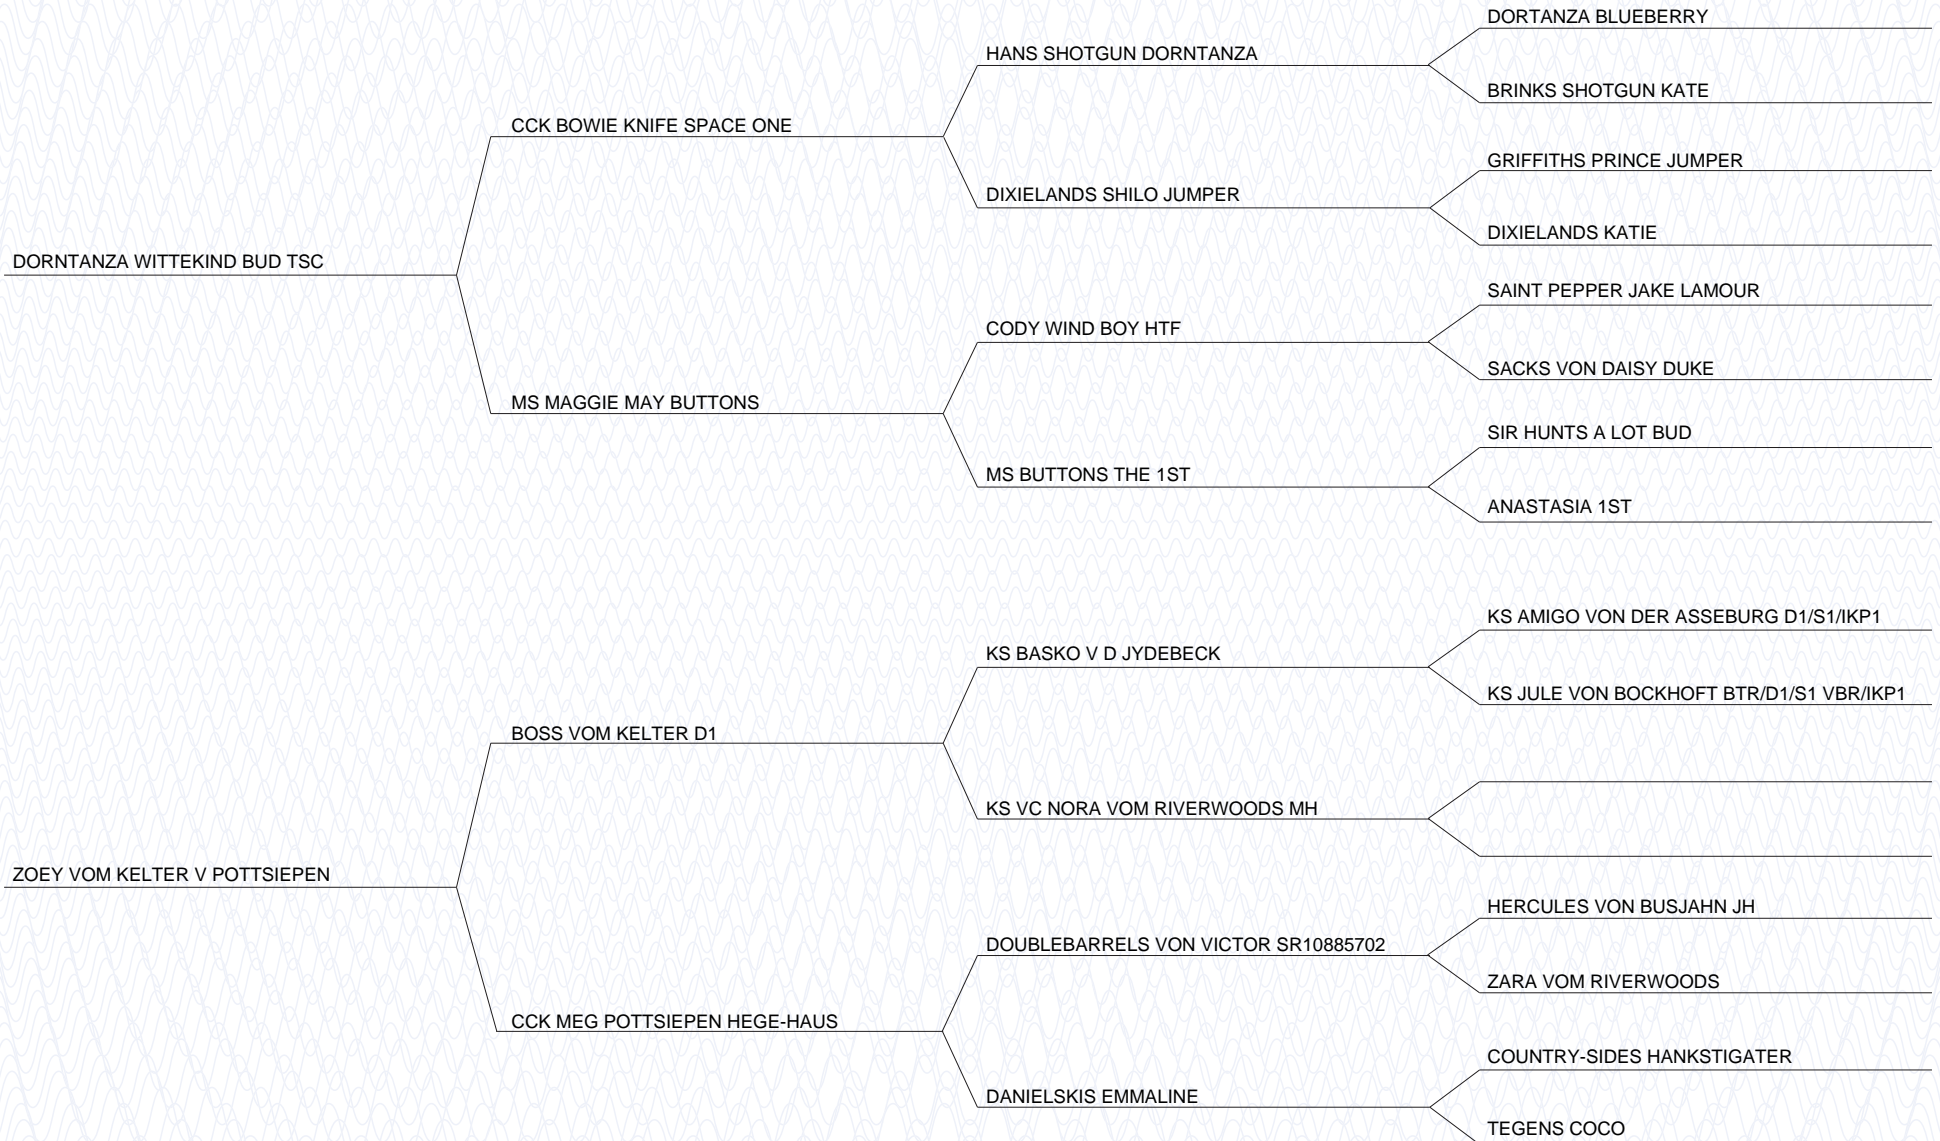 DORTANZA BLUEBERRY
HANS SHOTGUN DORNTANZA
BRINKS SHOTGUN KATE
CCK BOWIE KNIFE SPACE ONE
GRIFFITHS PRINCE JUMPER
DIXIELANDS SHILO JUMPER
DIXIELANDS KATIE
DORNTANZA WITTEKIND BUD TSC
SAINT PEPPER JAKE LAMOUR
CODY WIND BOY HTF
SACKS VON DAISY DUKE
MS MAGGIE MAY BUTTONS
SIR HUNTS A LOT BUD
MS BUTTONS THE 1ST
ANASTASIA 1ST
KS AMIGO VON DER ASSEBURG D1/S1/IKP1
KS BASKO V D JYDEBECK
KS JULE VON BOCKHOFT BTR/D1/S1 VBR/IKP1
BOSS VOM KELTER D1
KS VC NORA VOM RIVERWOODS MH
ZOEY VOM KELTER V POTTSIEPEN
HERCULES VON BUSJAHN JH
DOUBLEBARRELS VON VICTOR SR10885702
ZARA VOM RIVERWOODS
CCK MEG POTTSIEPEN HEGE-HAUS
COUNTRY-SIDES HANKSTIGATER
DANIELSKIS EMMALINE
TEGENS COCO